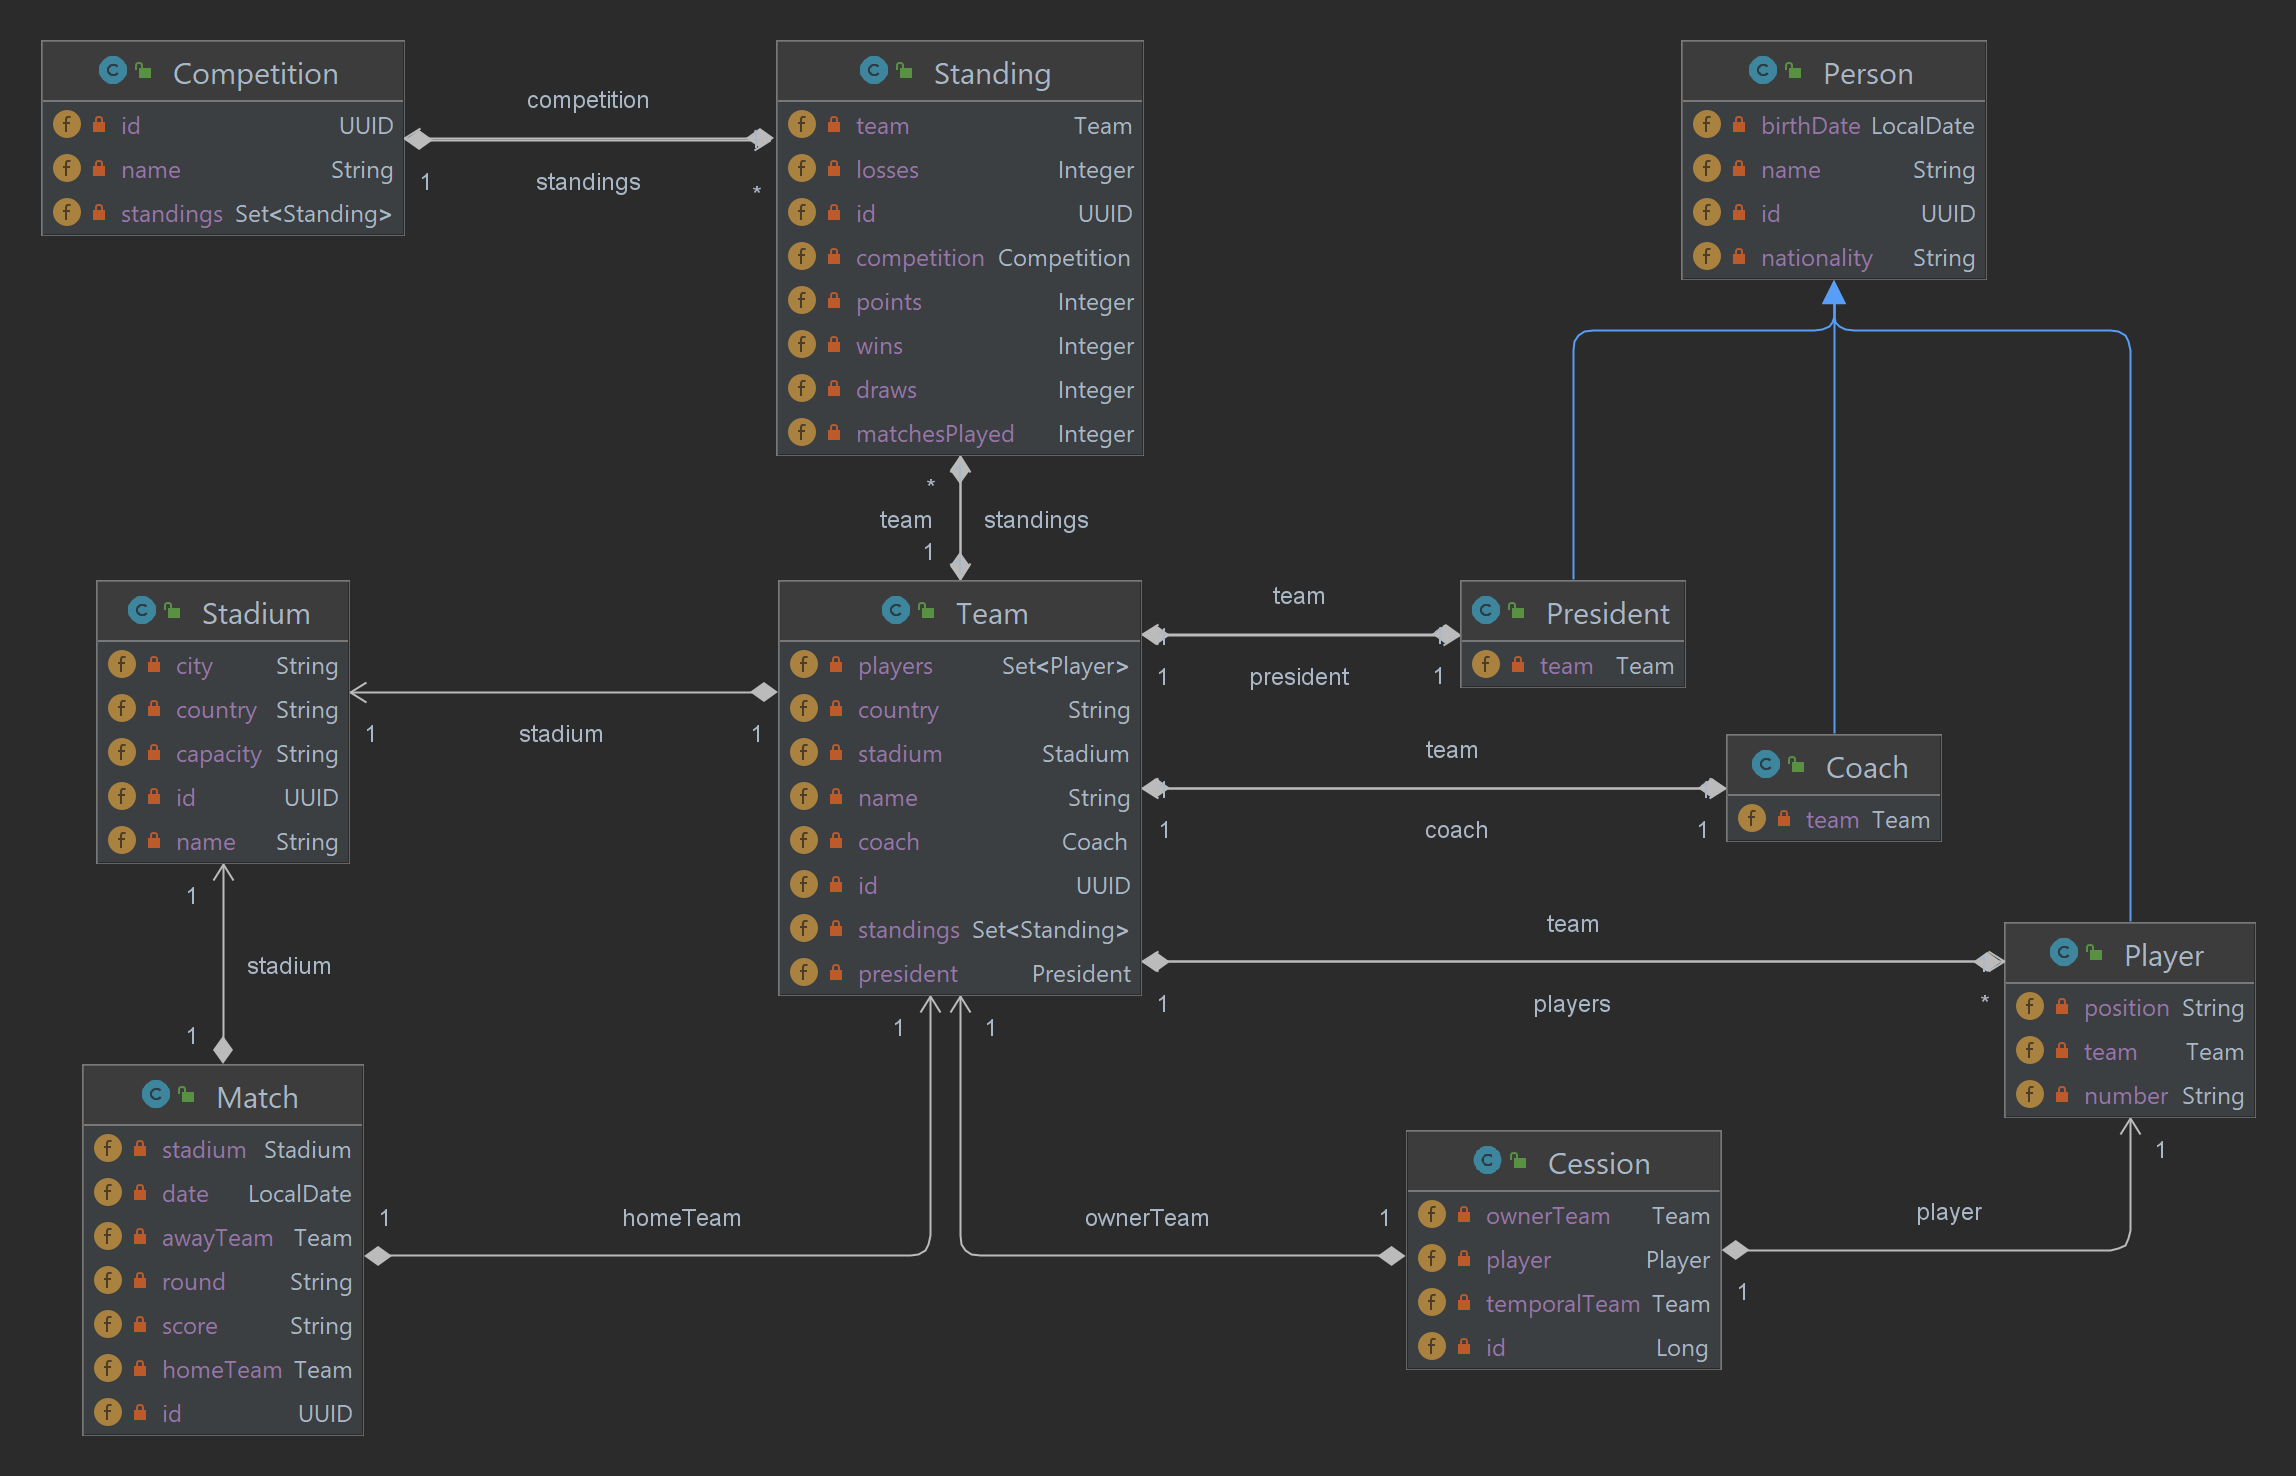 Competition
id UUID
name String
standings Set<Standing>
competition
1
standings
*
Standing
team Team
losses Integer
id UUID
competition Competition
points Integer
wins Integer
draws Integer
matchesPlayed Integer
Person
birthDate LocalDate
name String
id UUID
nationality String
*
team standings
1
Stadium
city String
country String
capacity String
id UUID
name String
1
stadium
1
Team
players Set<Player>
country String
stadium Stadium
name String
coach Coach
id UUID
standings Set<Standing>
president President
team
1
president
1
President
team Team
team
1
coach
1
Coach
team Team
team
1
players
*
Player
position String
team Team
number String
1
stadium
1
Match
stadium Stadium
date LocalDate
awayTeam Team
round String
score String
homeTeam Team
id UUID
1
homeTeam
1
1
ownerTeam
1
Cession
ownerTeam Team
player Player
temporalTeam Team
id Long
1
player
1